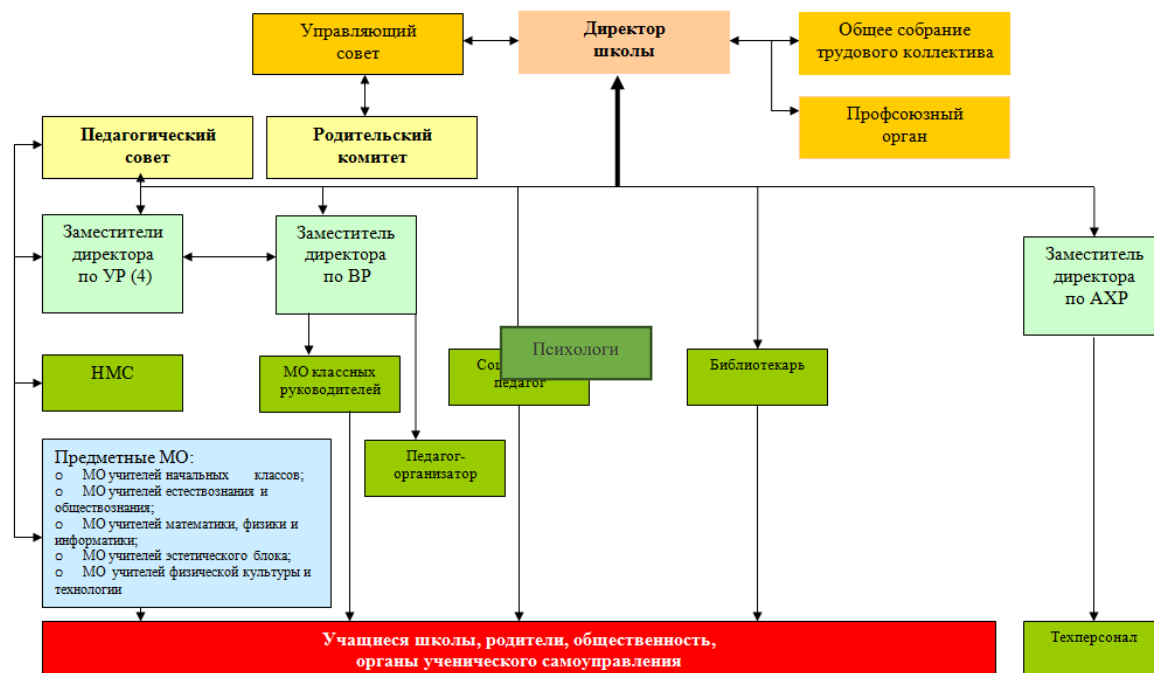 Управляющий
совет
Директор
школы
Общее собрание
трудового коллектива
Профсоюзный
орган
Педагогический
совет
Родительский
комитет
Заместители
директора
по УР (4)
Заместитель
директора
по ВР
Заместитель
директора
по АХР
НМС
МО классных
руководителей
Психологи
педагог
Библиотекарь
Педагог-
организатор
Предметные МО:
o МО учителей начальных классов;
o МО учителей естествознания и
обществознания;
o МО учителей математики, физики и
информатики;
o МО учителей эстетического блока;
o МО учителей физической культуры и
технологии
Учащиеся школы, родители, общественность,
органы ученического самоуправления
Техперсонал